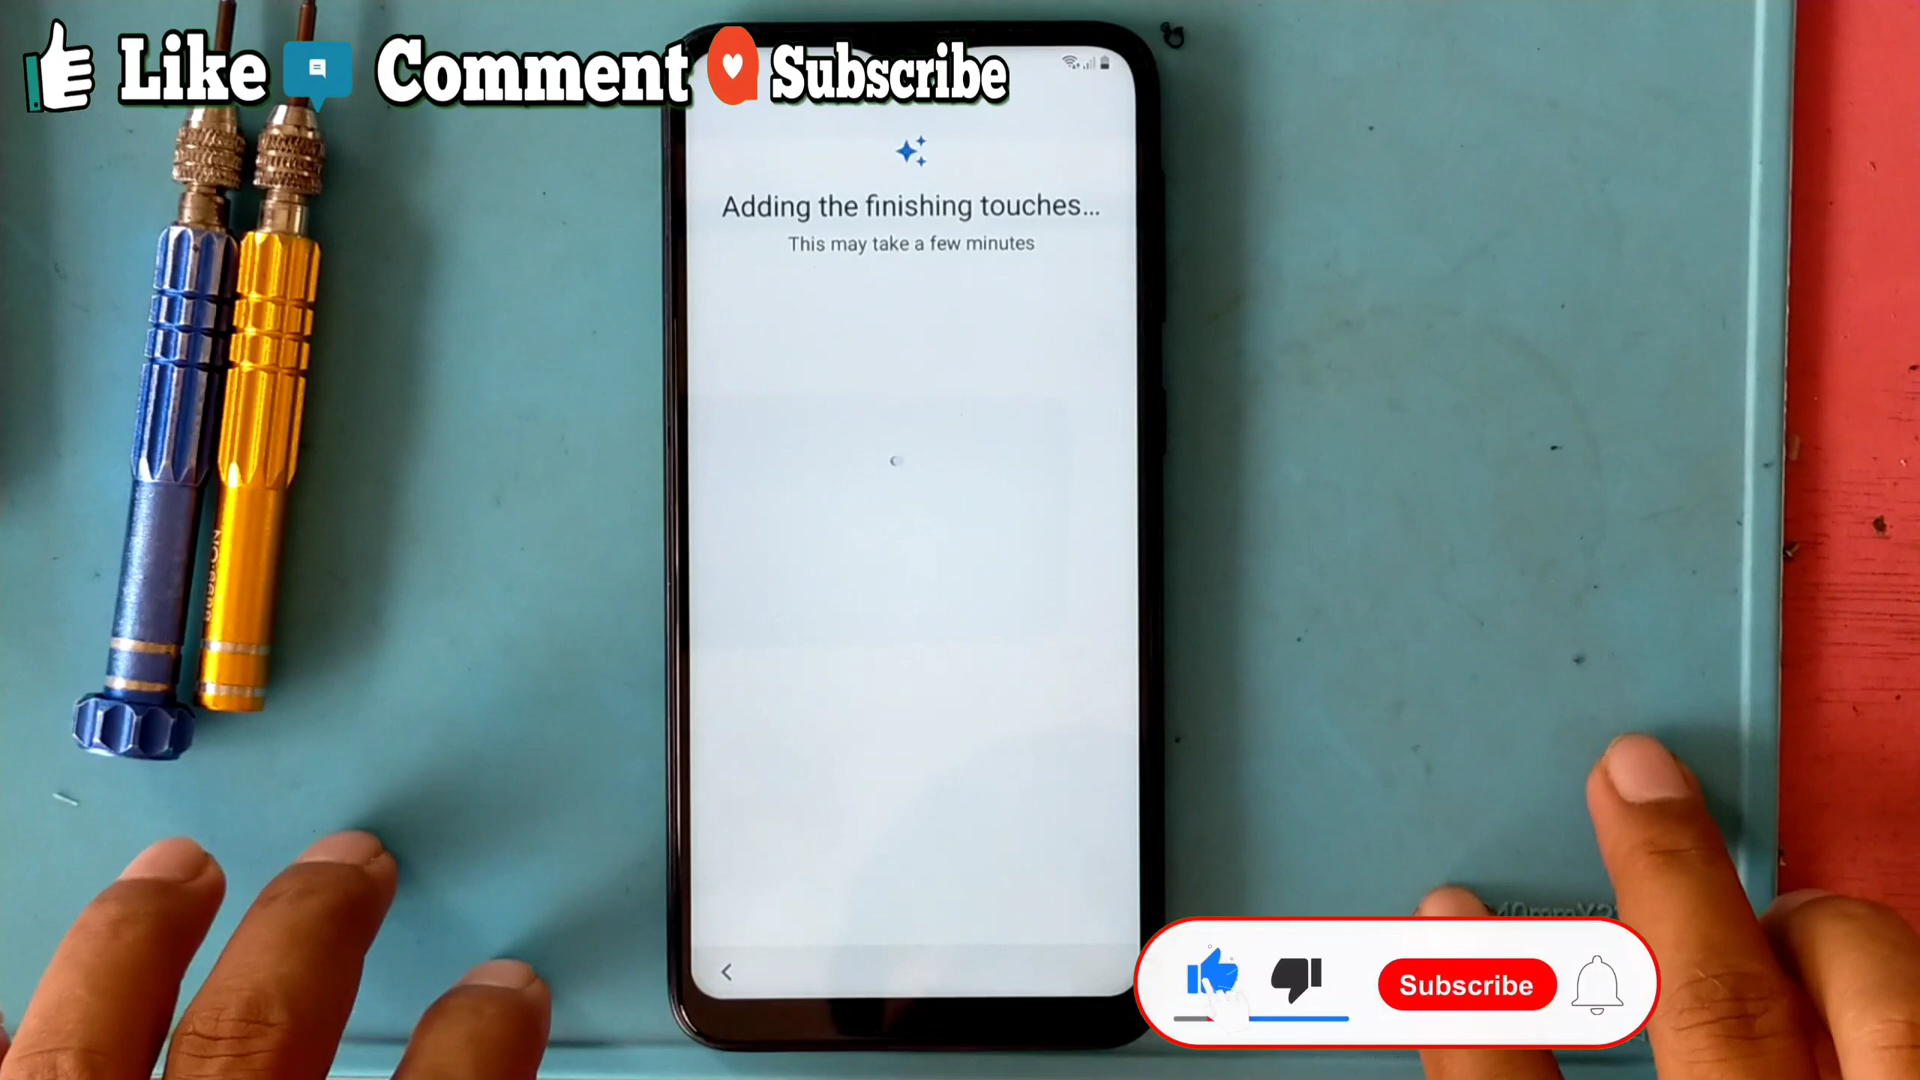 Like Comment Subscribe
Adding the finishing touches...
This may take a few minutes
Subscribe